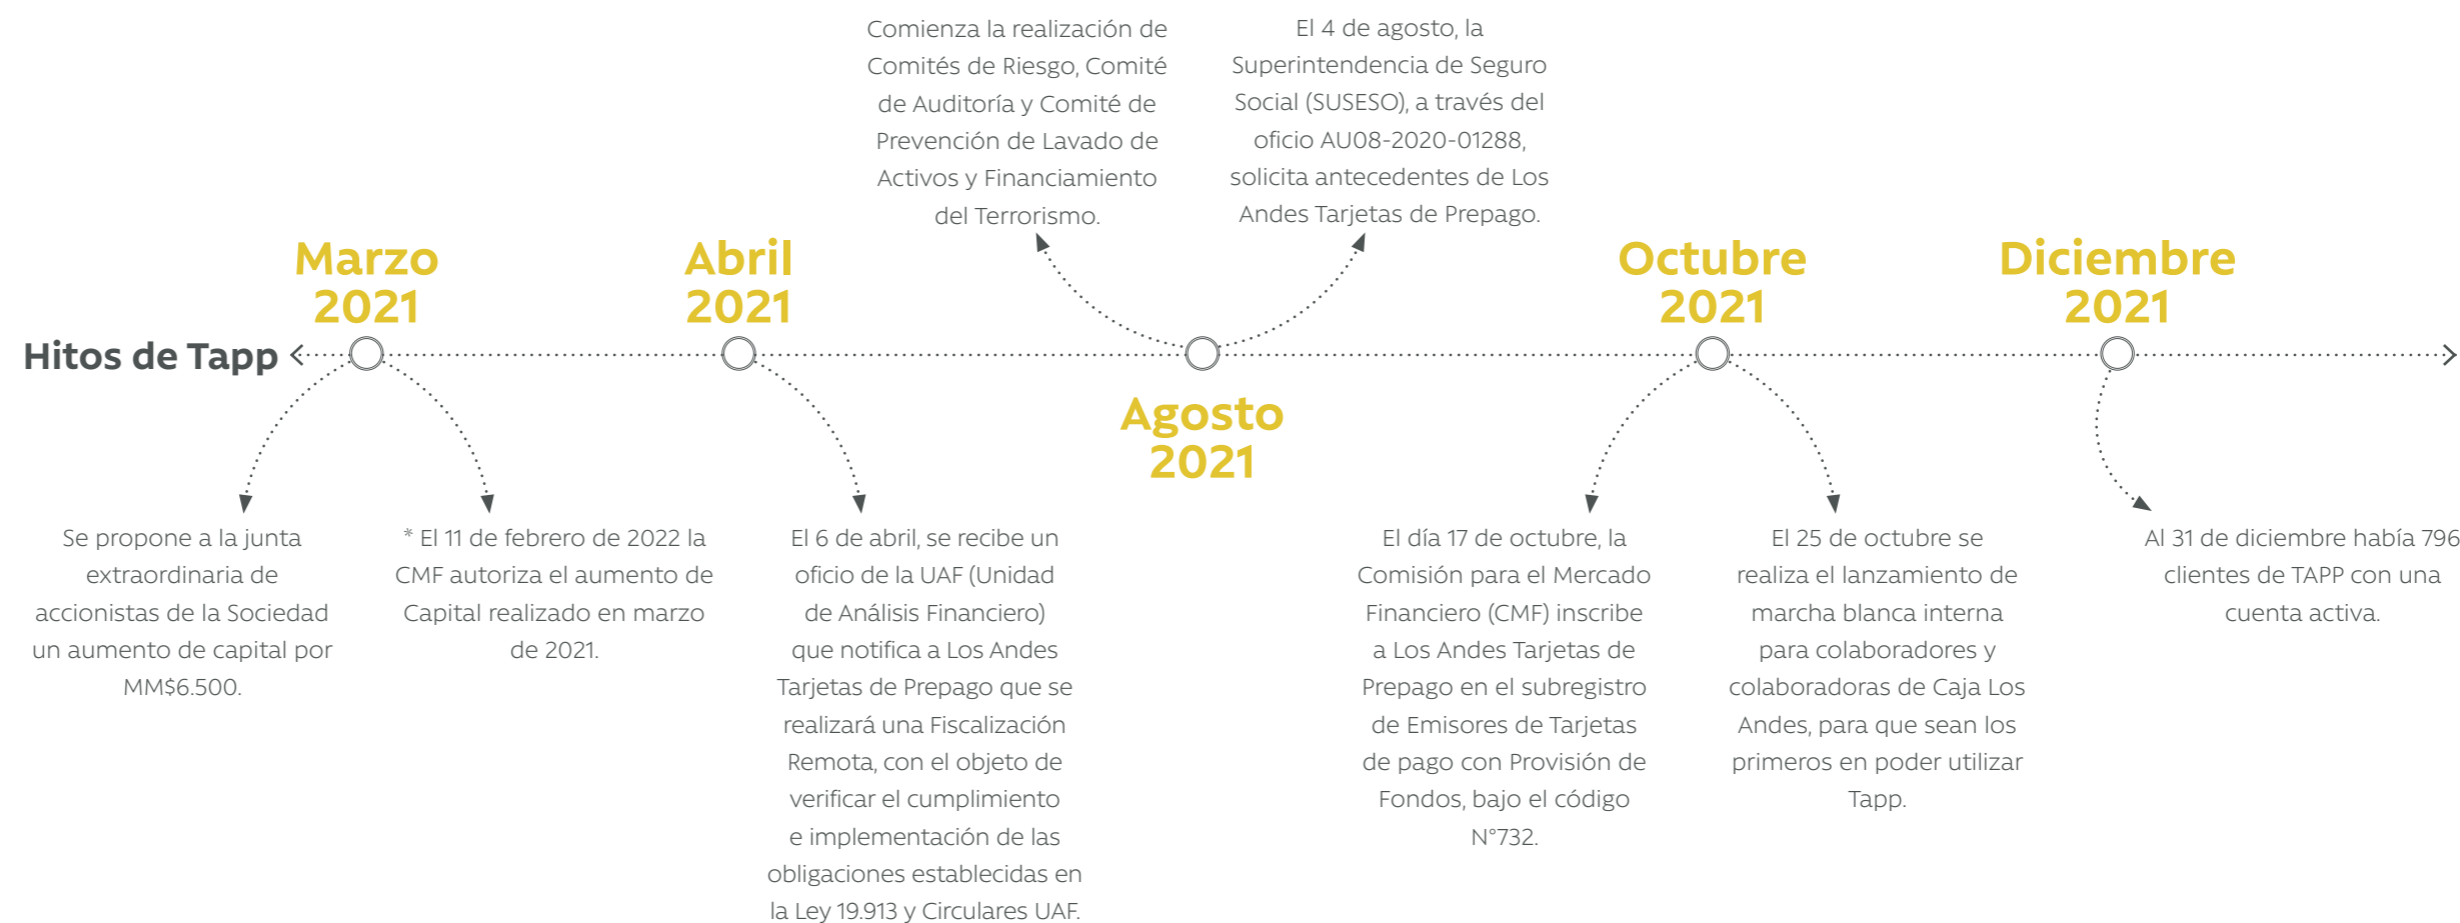 Hitos de Tapp
Marzo
2021
Se propone a la junta
extraordinaria de
accionistas de la Sociedad
un aumento de capital por
MM$6.500.
* El 11 de febrero de 2022 la
CMF autoriza el aumento de
Capital realizado en marzo
de 2021.
Abril
2021
El 6 de abril, se recibe un
oficio de la UAF (Unidad
de Análisis Financiero)
que notifica a Los Andes
Tarjetas de Prepago que se
realizará una Fiscalización
Remota, con el objeto de
verificar el cumplimiento
e implementación de las
obligaciones establecidas en
la Ley 19.913 y Circulares UAF.
Comienza la realización de
Comités de Riesgo, Comité
de Auditoría y Comité de
Prevención de Lavado de
Activos y Financiamiento
del Terrorismo.
El 4 de agosto, la
Superintendencia de Seguro
Social (SUSESO), a través del
oficio AU08-2020-01288,
solicita antecedentes de Los
Andes Tarjetas de Prepago.
Agosto
2021
Octubre
2021
El día 17 de octubre, la
Comisión para el Mercado
Financiero (CMF) inscribe
a Los Andes Tarjetas de
Prepago en el subregistro
de Emisores de Tarjetas
de pago con Provisión de
Fondos, bajo el código
N°732.
El 25 de octubre se
realiza el lanzamiento de
marcha blanca interna
para colaboradores y
colaboradoras de Caja Los
Andes, para que sean los
primeros en poder utilizar
Tapp.
Diciembre
2021
Al 31 de diciembre había 796
clientes de TAPP con una
cuenta activa.